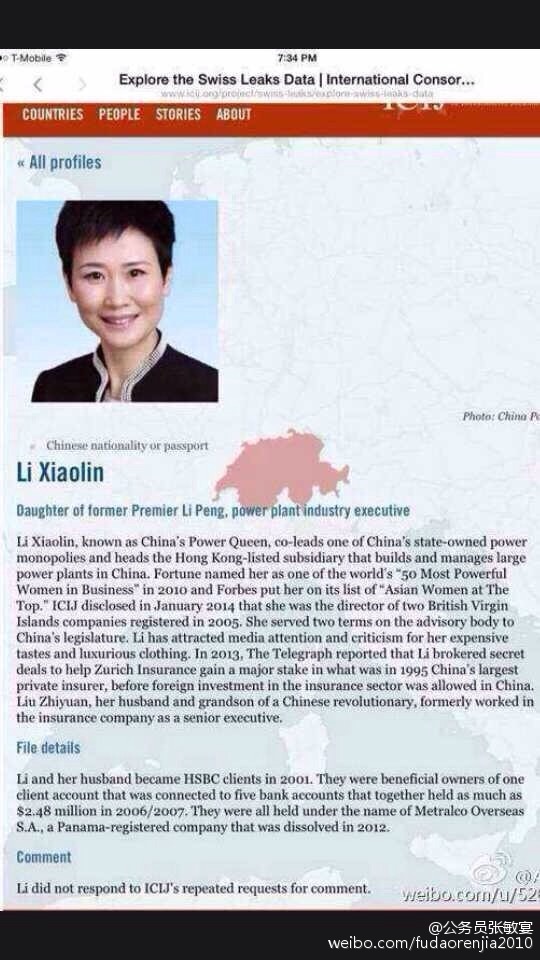 T-Mobile
7:34 PM
Explore the Swiss Leaks Data | International Consor...
www.icij.org/project/swiss-leaks/explore-swiss-leaks-data
COUNTRIES PEOPLE STORIES ABOUT
« All profiles
Photo: China Po
Chinese nationality or passport
Li Xiaolin
Daughter of former Premier Li Peng, power plant industry executive
Li Xiaolin, known as China's Power Queen, co-leads one of China's state-owned power
monopolies and heads the Hong Kong-listed subsidiary that builds and manages large
power plants in China. Fortune named her as one of the world's "50 Most Powerful
Women in Business" in 2010 and Forbes put her on its list of "Asian Women at The
Top." ICIJ disclosed in January 2014 that she was the director of two British Virgin
Islands companies registered in 2005. She served two terms on the advisory body to
China's legislature. Li has attracted media attention and criticism for her expensive
tastes and luxurious clothing. In 2013, The Telegraph reported that Li brokered secret
deals to help Zurich Insurance gain a major stake in what was in 1995 China's largest
private insurer, before foreign investment in the insurance sector was allowed in China.
Liu Zhiyuan, her husband and grandson of a Chinese revolutionary, formerly worked in
the insurance company as a senior executive.
File details
Li and her husband became HSBC clients in 2001. They were beneficial owners of one
client account that was connected to five bank accounts that together held as much as
$2.48 million in 2006/2007. They were all held under the name of Metralco Overseas
S.A., a Panama-registered company that was dissolved in 2012.
Comment
Li did not respond to ICIJ's repeated requests for comment.
weibo.com/u/528
@公务员张敏宴
weibo.com/fudaorenjia2010